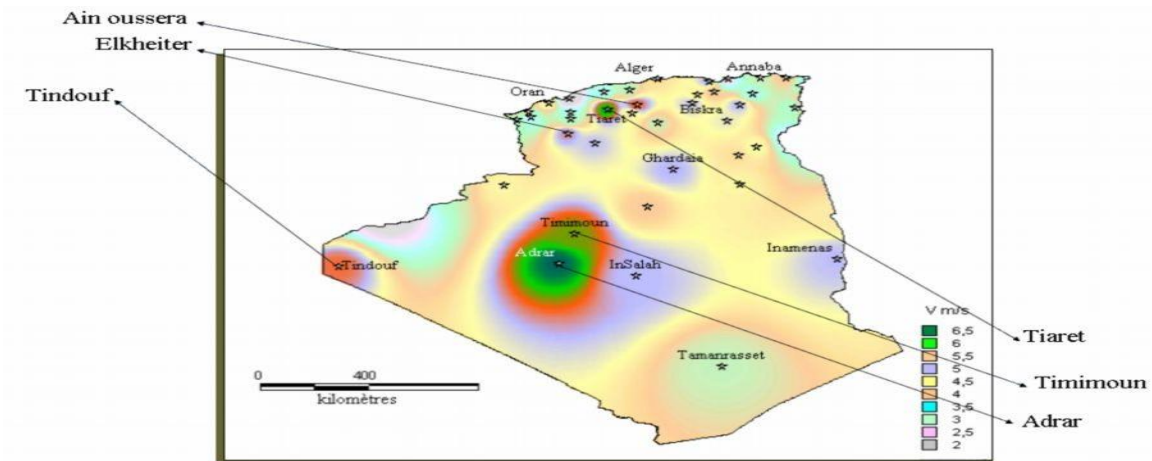 Ain oussera
Elkheiter
Tindouf
Alger
Annaba
Oran
Biskra
Tiaret
Ghardaia
Timimoun
Adrar
Tindouf
InSalah
Inamenas
Tamanrasset
0 400
kilomètres
V m/s
6,5
6
5,5
5
4,5
4
3,5
3
2,5
2
Tiaret
Timimoun
Adrar